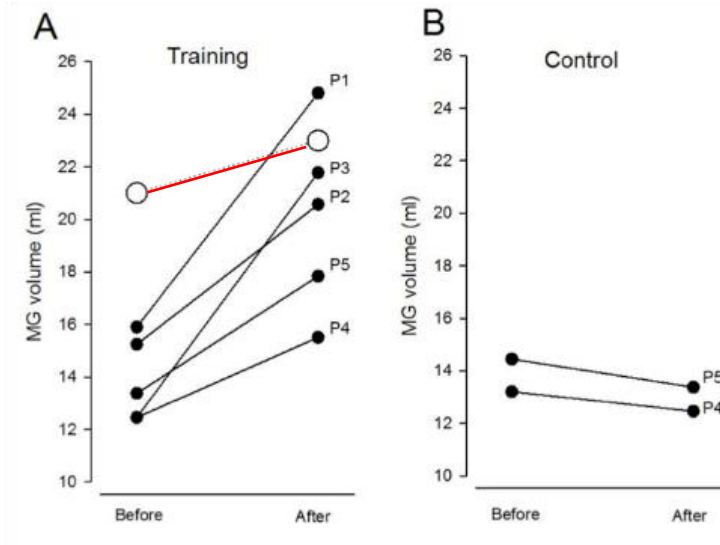 A
Training
MG volume (ml)
26
24
22
20
18
16
14
12
10
P1
P3
P2
P5
P4
Before After
B
Control
MG volume (ml)
26
24
22
20
18
16
14
12
10
P5
P4
Before After